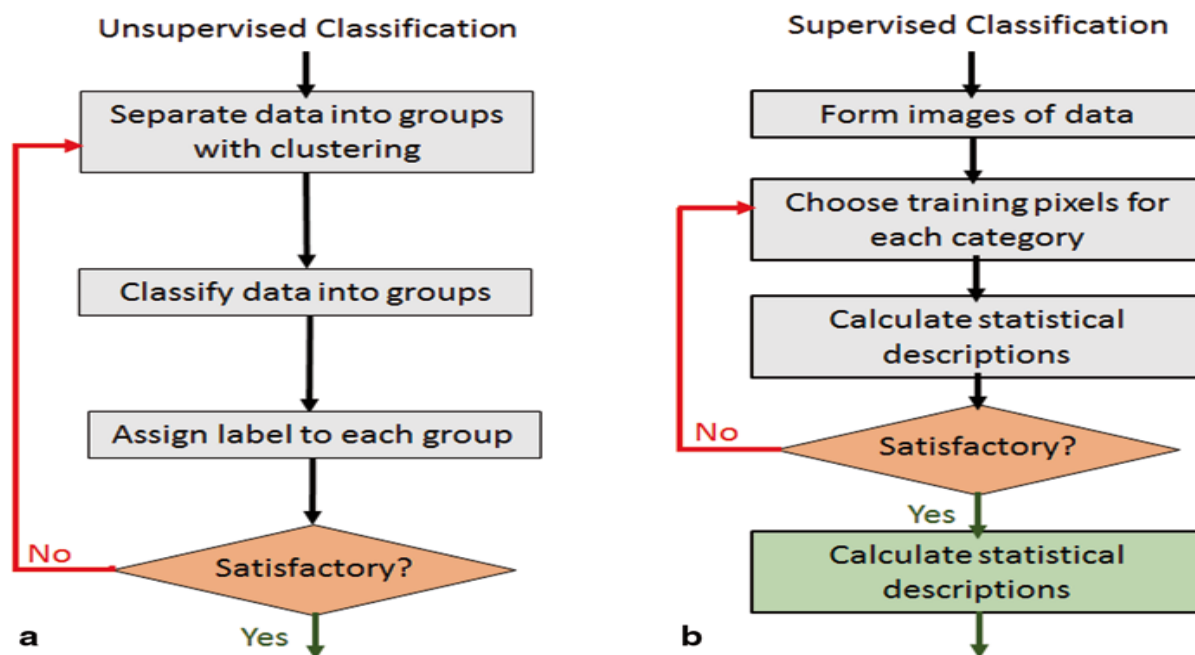 Unsupervised Classification
Separate data into groups
with clustering
Classify data into groups
Assign label to each group
No
Satisfactory?
Yes
a
Supervised Classification
Form images of data
Choose training pixels for
each category
Calculate statistical
descriptions
No
Satisfactory?
Yes
Calculate statistical
descriptions
b